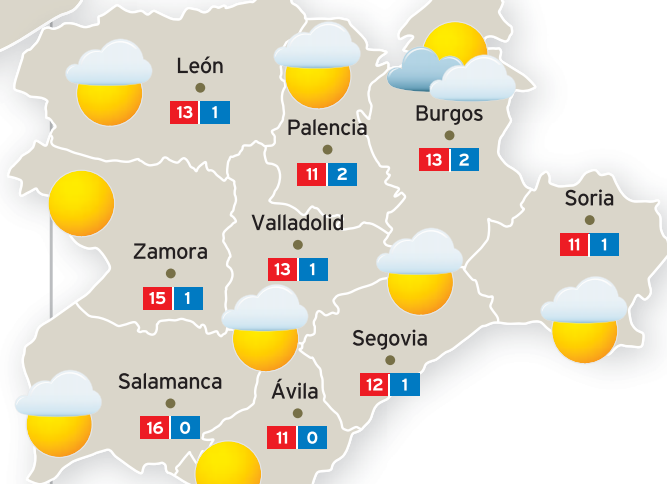 León
13 1
Palencia
11 2
Burgos
13 2
Soria
11 1
Valladolid
13 1
Zamora
15 1
Segovia
12 1
Salamanca
16 0
Ávila
11 0